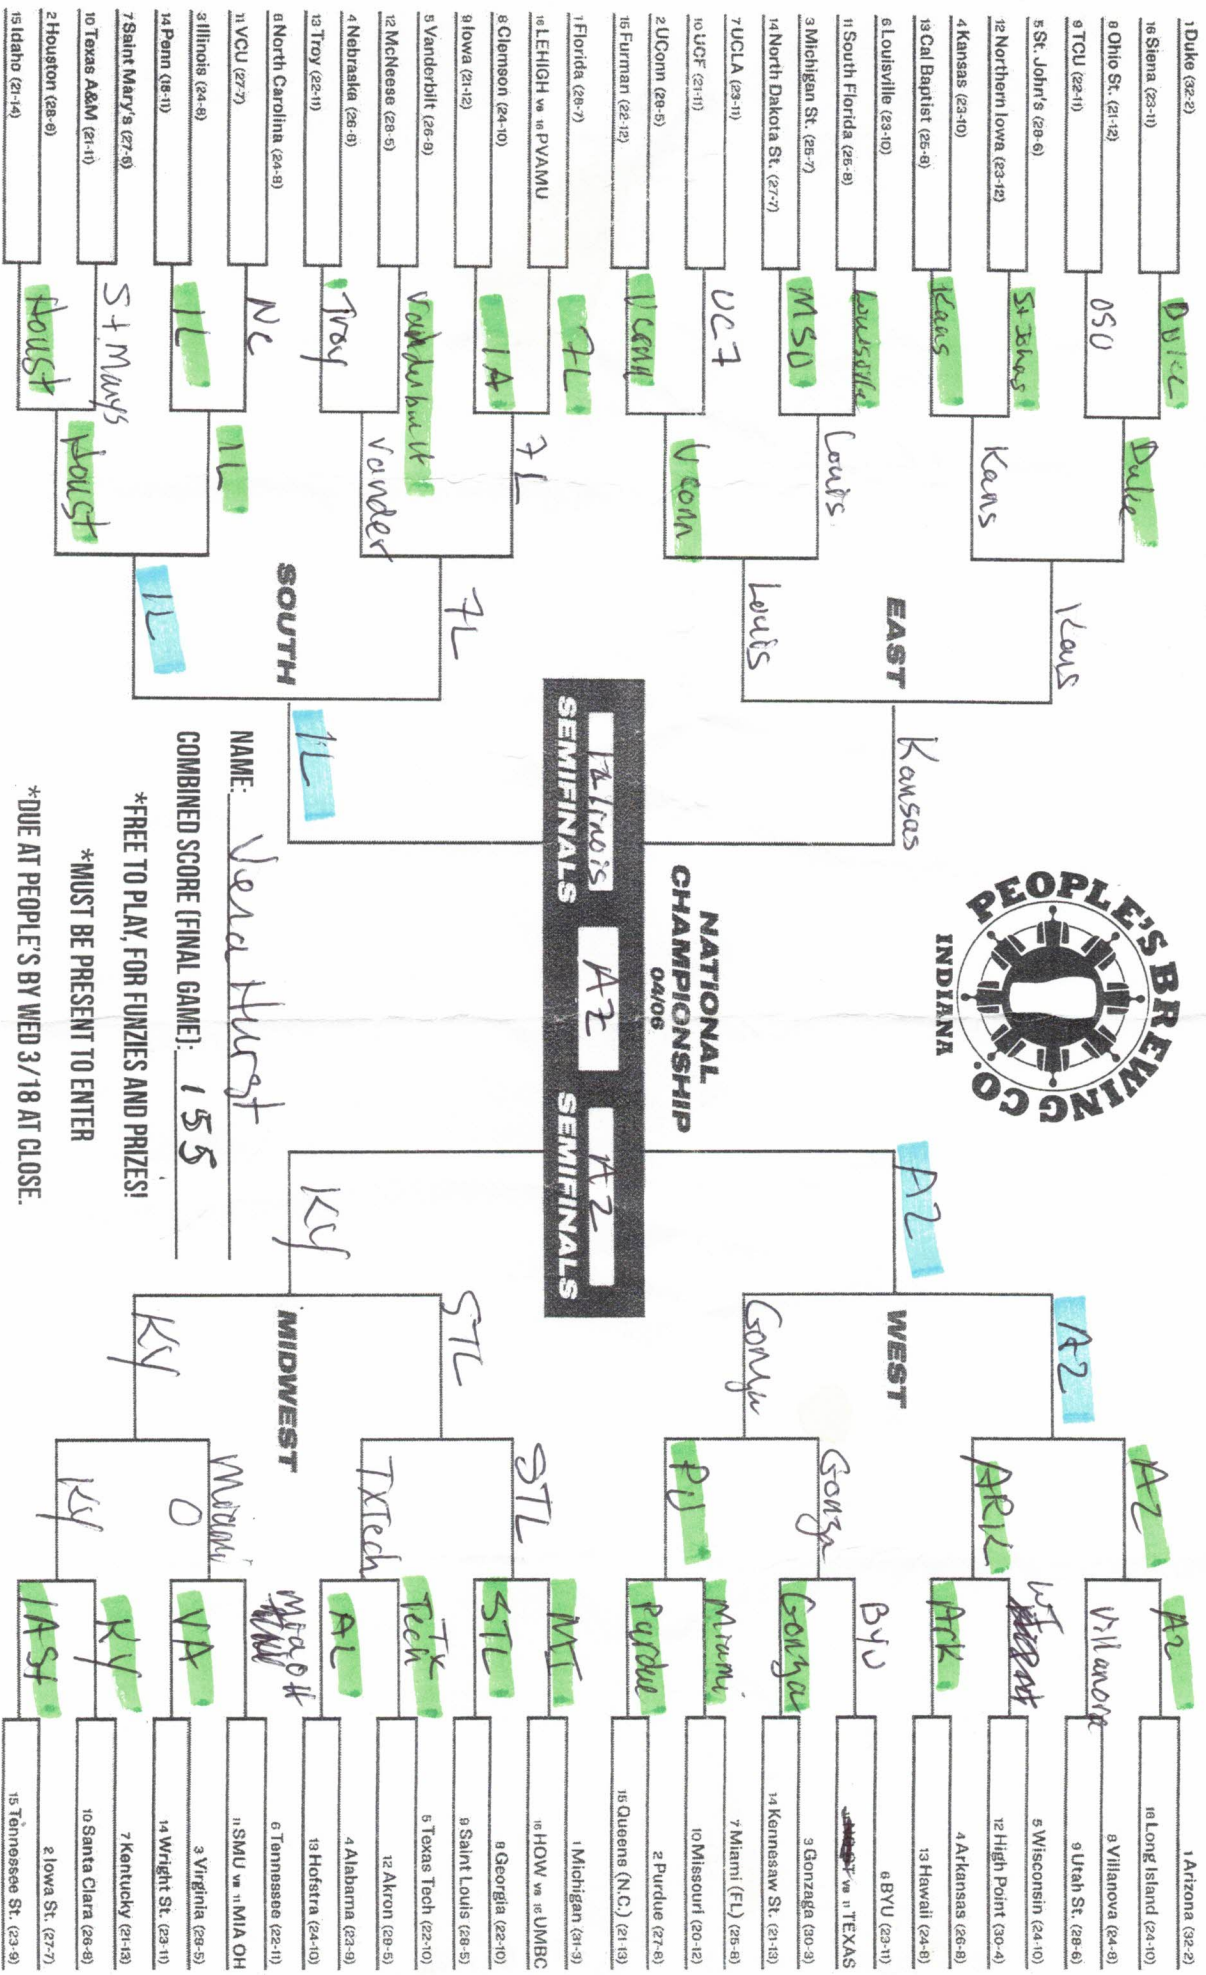 1 Duke (32-2)
16 Siena (23-11)
8 Ohio St. (21-12)
9 TCU (22-11)
5 St. John's (28-6)
12 Northern Iowa (23-12)
4 Kansas (23-10)
13 Cal Baptist (25-8)
6 Louisville (23-10)
11 South Florida (25-8)
3 Michigan St. (25-7)
14 North Dakota St. (27-7)
7 UCLA (23-11)
10 UCF (21-11)
2 UConn (29-5)
15 Furman (22-12)
1 Florida (26-7)
16 LEHIGH vs 16 PVAMU
8 Clemson (24-10)
9 Iowa (21-12)
5 Vanderbilt (26-8)
12 McNeese (28-5)
4 Nebraska (26-6)
13 Troy (22-11)
6 North Carolina (24-8)
11 VCU (27-7)
3 Illinois (24-8)
14 Penn (18-11)
7 Saint Mary's (27-5)
10 Texas A&M (21-11)
2 Houston (28-6)
15 Idaho (21-14)
Duke
OSU
St Johns
Kans
Louisville
MSU
UC7
Uconn
7L
IA
Vanderbuilt
Troy
NC
IL
St Marys
Houst
Duke
Kans
Louis
Uconn
7L
Vander
IL
Houst
Kans
Louis
7L
IL
EAST
SOUTH
Kansas
IL
PEOPLE'S BREWING CO.
INDIANA
NATIONAL
CHAMPIONSHIP
04/06
Illinois
SEMIFINALS
AZ
AZ
SEMIFINALS
NAME: Vera Hurst
COMBINED SCORE (FINAL GAME): 155
*FREE TO PLAY, FOR FUNZIES AND PRIZES!
*MUST BE PRESENT TO ENTER
*DUE AT PEOPLE'S BY WED 3/18 AT CLOSE.
AZ
KY
WEST
MIDWEST
AZ
Gonza
STL
KY
AZ
ARK
Gonza
PU
STL
TXTech
Miami
O
KY
AZ
Villanova
WI
Ark
BYU
Gonza
Miami
Purdue
MI
STL
TX
Tech
AL
MiaOH
VA
KY
IASt
1 Arizona (32-2)
16 Long Island (24-10)
8 Villanova (24-8)
9 Utah St. (28-6)
5 Wisconsin (24-10)
12 High Point (30-4)
4 Arkansas (26-8)
13 Hawaii (24-8)
6 BYU (23-11)
vs 11 TEXAS
3 Gonzaga (30-3)
14 Kennesaw St. (21-13)
7 Miami (FL) (25-8)
10 Missouri (20-12)
2 Purdue (27-8)
15 Queens (N.C.) (21-13)
1 Michigan (31-3)
16 HOW vs 16 UMBC
8 Georgia (22-10)
9 Saint Louis (28-5)
5 Texas Tech (22-10)
12 Akron (29-5)
4 Alabama (23-9)
13 Hofstra (24-10)
6 Tennessee (22-11)
11 SMU vs 11 MIA OH
3 Virginia (29-5)
14 Wright St. (23-11)
7 Kentucky (21-13)
10 Santa Clara (26-8)
2 Iowa St. (27-7)
15 Tennessee St. (23-9)